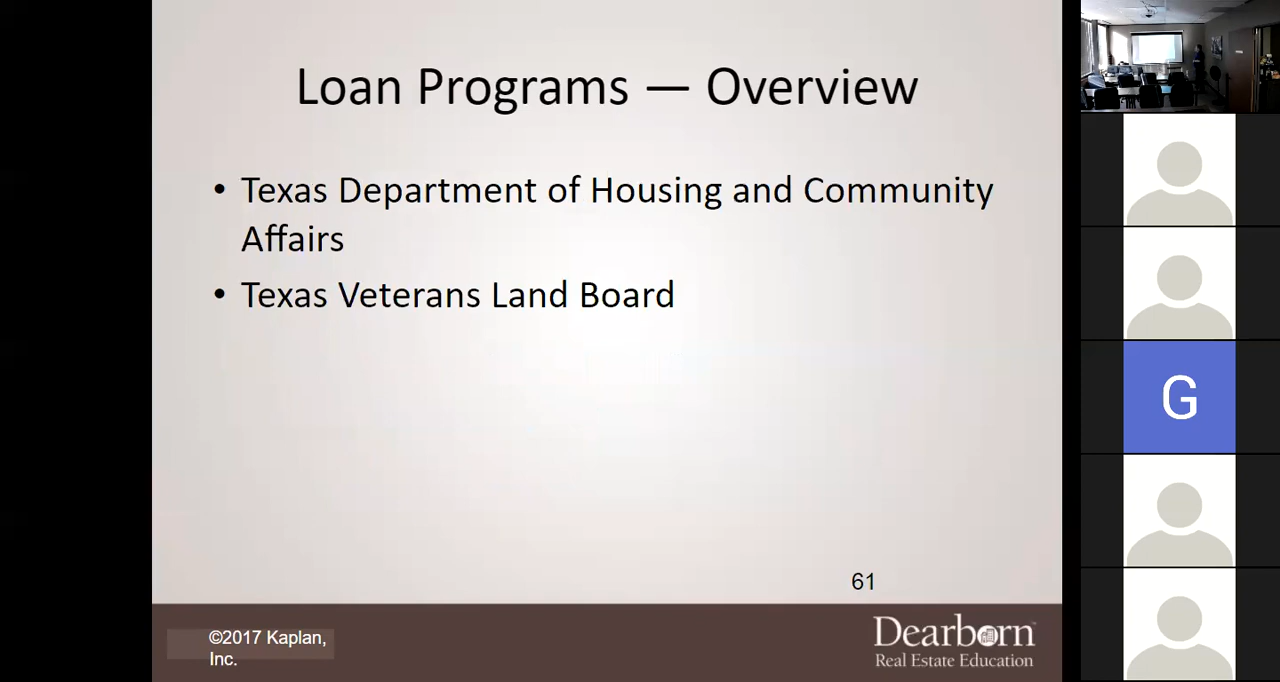 Loan Programs — Overview
• Texas Department of Housing and Community
Affairs
• Texas Veterans Land Board
61
©2017 Kaplan,
Inc.
Dearborn
Real Estate Education
G